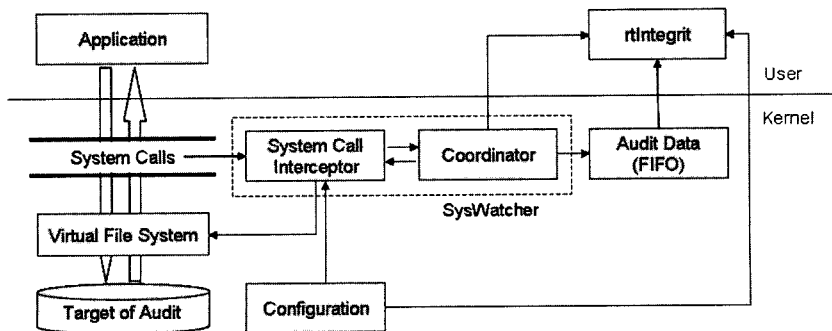 Application
rtIntegrit
User
Kernel
System Calls
System Call
Interceptor
Coordinator
Audit Data
(FIFO)
SysWatcher
Virtual File System
Target of Audit
Configuration